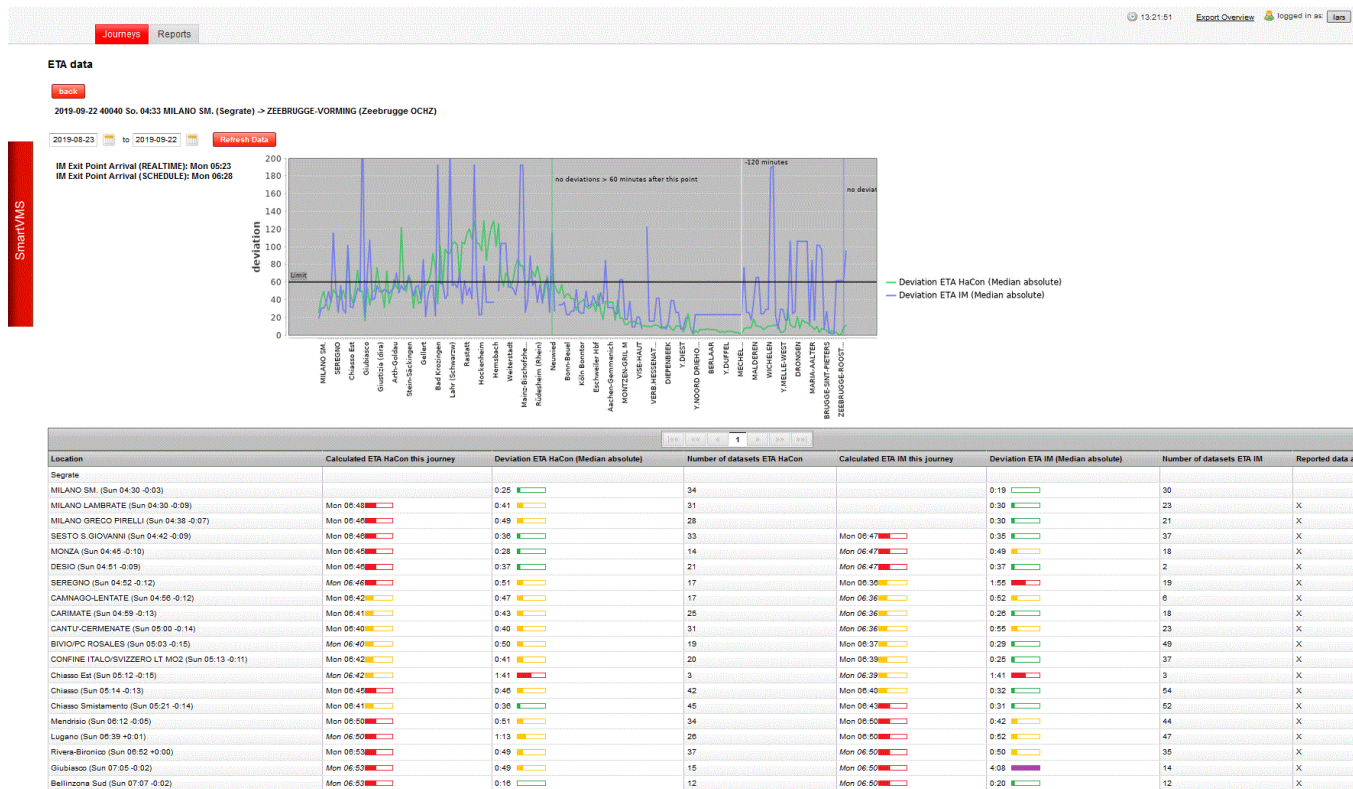 13:21:51 Export Overview logged in as: lars
Journeys Reports
ETA data
back
2019-09-22 40040 So. 04:33 MILANO SM. (Segrate) -> ZEEBRUGGE-VORMING (Zeebrugge OCHZ)
2019-08-23 to 2019-09-22 Refresh Data
IM Exit Point Arrival (REALTIME): Mon 05:23
IM Exit Point Arrival (SCHEDULE): Mon 06:28
SmartVMS
deviation
200
180
160
140
120
100
80
60
40
20
0
Limit
no deviations > 60 minutes after this point
-120 minutes
no deviat
Deviation ETA HaCon (Median absolute)
Deviation ETA IM (Median absolute)
MILANO SM.
SEREGNO
Chiasso Est
Giubiasco
Giustizia (dira)
Arth-Goldau
Stein-Säckingen
Gellert
Bad Krozingen
Lahr (Schwarzw)
Rastatt
Hockenheim
Hemsbach
Weiterstadt
Mainz-Bischofshe...
Rüdesheim (Rhein)
Neuwied
Bonn-Beuel
Köln Bonntor
Eschweiler Hbf
Aachen-Gemmenich
MONTZEN-GRIL M
VISE-HAUT
VERB.HESSENAT...
DIEPENBEEK
Y.DIEST
Y.NOORD DRIEHO...
BERLAAR
Y.DUFFEL
MECHEL...
MALDEREN
WICHELEN
Y.MELLE-WEST
DRONGEN
MARIA-AALTER
BRUGGE-SINT-PIETERS
ZEEBRUGGE-ROOST...
|<< << < 1 > >> >>|
Location Calculated ETA HaCon this journey Deviation ETA HaCon (Median absolute) Number of datasets ETA HaCon Calculated ETA IM this journey Deviation ETA IM (Median absolute) Number of datasets ETA IM Reported data a
Segrate
MILANO SM. (Sun 04:30 -0:03) 0:25 34 0:19 30
MILANO LAMBRATE (Sun 04:30 -0:09) Mon 06:48 0:41 31 0:30 23 X
MILANO GRECO PIRELLI (Sun 04:38 -0:07) Mon 06:46 0:49 28 0:30 21 X
SESTO S.GIOVANNI (Sun 04:42 -0:09) Mon 06:46 0:36 33 Mon 06:47 0:35 37 X
MONZA (Sun 04:45 -0:10) Mon 06:45 0:28 14 Mon 06:47 0:49 18 X
DESIO (Sun 04:51 -0:09) Mon 06:46 0:37 21 Mon 06:47 0:37 2 X
SEREGNO (Sun 04:52 -0:12) Mon 06:46 0:51 17 Mon 06:36 1:55 19 X
CAMNAGO-LENTATE (Sun 04:56 -0:12) Mon 06:42 0:47 17 Mon 06:36 0:52 6 X
CARIMATE (Sun 04:59 -0:13) Mon 06:41 0:43 25 Mon 06:36 0:26 18 X
CANTU'-CERMENATE (Sun 05:00 -0:14) Mon 06:40 0:40 31 Mon 06:36 0:55 23 X
BIVIO/PC ROSALES (Sun 05:03 -0:15) Mon 06:40 0:50 19 Mon 06:37 0:29 49 X
CONFINE ITALO/SVIZZERO LT MO2 (Sun 05:13 -0:11) Mon 06:42 0:41 20 Mon 06:39 0:25 37 X
Chiasso Est (Sun 05:12 -0:15) Mon 06:42 1:41 3 Mon 06:39 1:41 3 X
Chiasso (Sun 05:14 -0:13) Mon 06:45 0:46 42 Mon 06:40 0:32 54 X
Chiasso Smistamento (Sun 05:21 -0:14) Mon 06:41 0:36 45 Mon 06:43 0:31 52 X
Mendrisio (Sun 06:12 -0:05) Mon 06:50 0:51 34 Mon 06:50 0:42 44 X
Lugano (Sun 06:39 +0:01) Mon 06:50 1:13 26 Mon 06:50 0:52 47 X
Rivera-Bironico (Sun 06:52 +0:00) Mon 06:53 0:49 37 Mon 06:50 0:50 35 X
Giubiasco (Sun 07:05 -0:02) Mon 06:53 0:49 15 Mon 06:50 4:08 14 X
Bellinzona Sud (Sun 07:07 -0:02) Mon 06:53 0:16 12 Mon 06:50 0:20 12 X